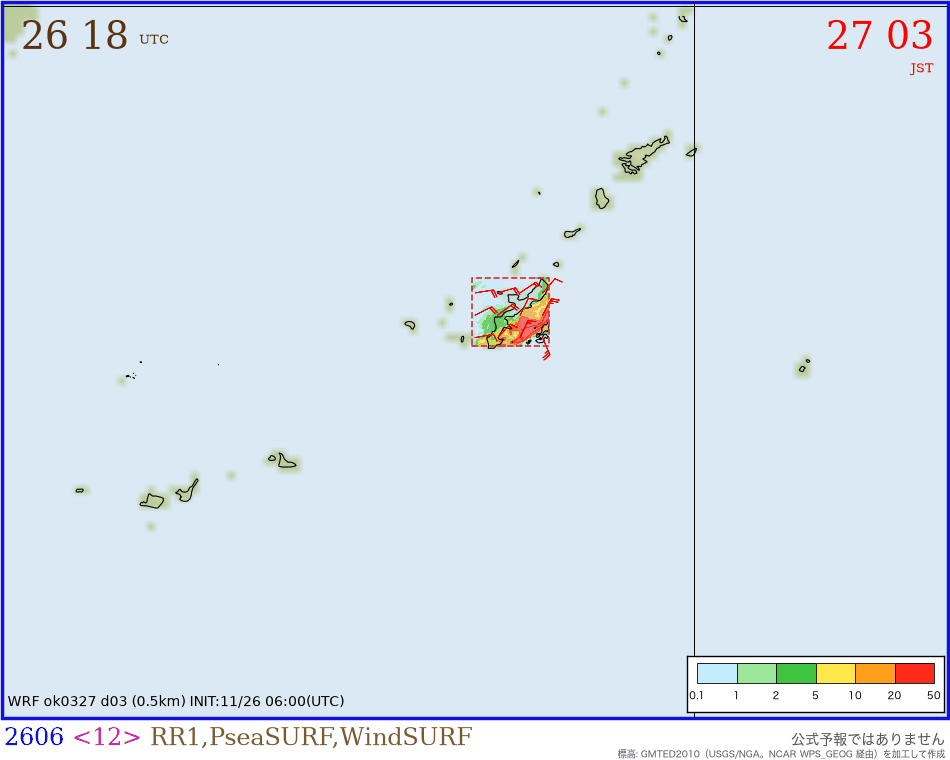 26 18 UTC
27 03
JST
0.1 1 2 5 10 20 50
WRF ok0327 d03 (0.5km) INIT:11/26 06:00(UTC)
2606 <12> RR1,PseaSURF,WindSURF
公式予報ではありません
標高: GMTED2010（USGS/NGA。NCAR WPS_GEOG 経由）を加工して作成